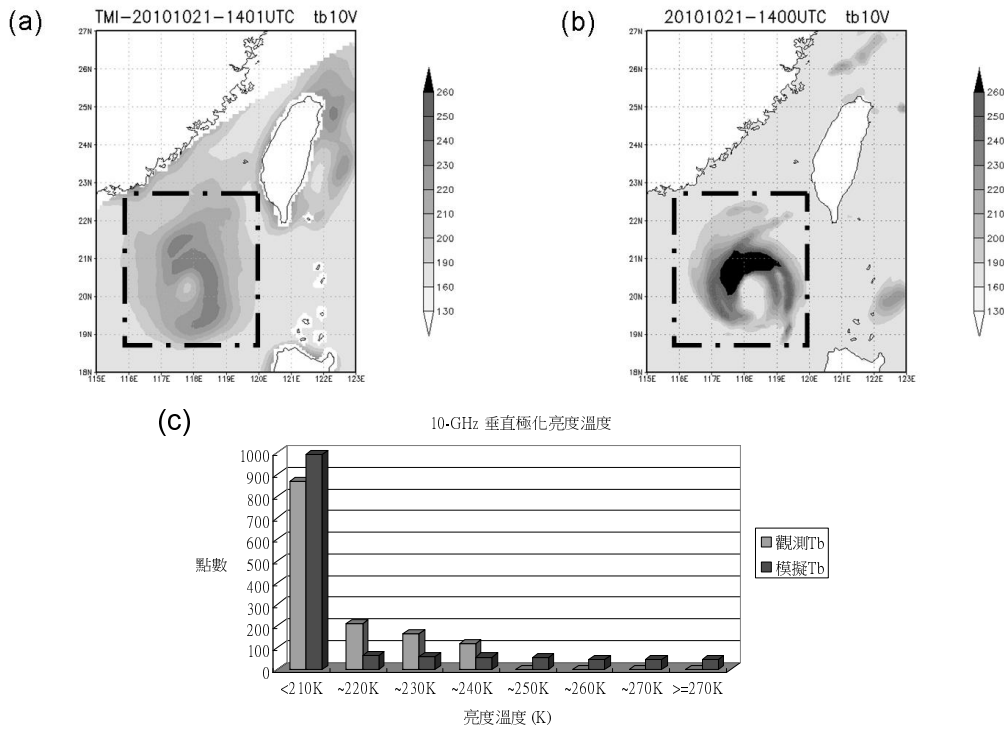 (a)
TMI-20101021-1401UTC tb10V
27N
26N
25N
24N
23N
22N
21N
20N
19N
18N
115E 116E 117E 118E 119E 120E 121E 122E 123E
260
250
240
230
220
210
200
190
160
130
(b)
20101021-1400UTC tb10V
27N
26N
25N
24N
23N
22N
21N
20N
19N
18N
115E 116E 117E 118E 119E 120E 121E 122E 123E
260
250
240
230
220
210
200
190
160
130
(c)
10-GHz 垂直極化亮度溫度
1000
900
800
700
600
500
400
300
200
100
0
點數
<210K ~220K ~230K ~240K ~250K ~260K ~270K >=270K
亮度溫度 (K)
觀測Tb
模擬Tb